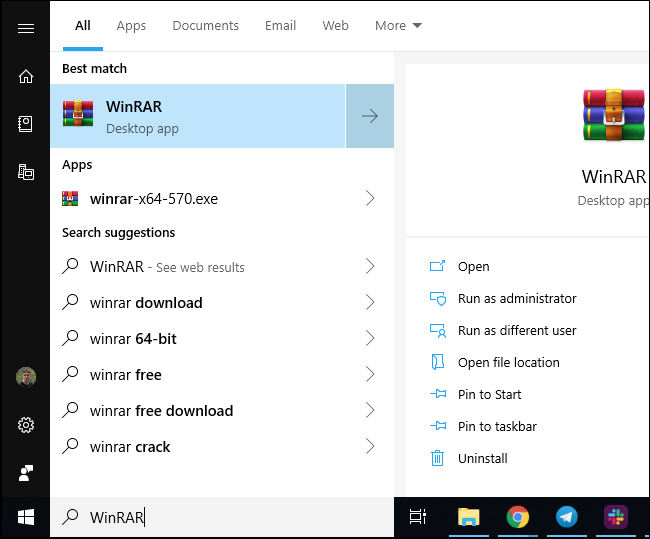 All Apps Documents Email Web More
Best match
WinRAR
Desktop app
Apps
winrar-x64-570.exe
Search suggestions
WinRAR - See web results
winrar download
winrar 64-bit
winrar free
winrar free download
winrar crack
WinRAR
WinRAR
Desktop app
Open
Run as administrator
Run as different user
Open file location
Pin to Start
Pin to taskbar
Uninstall